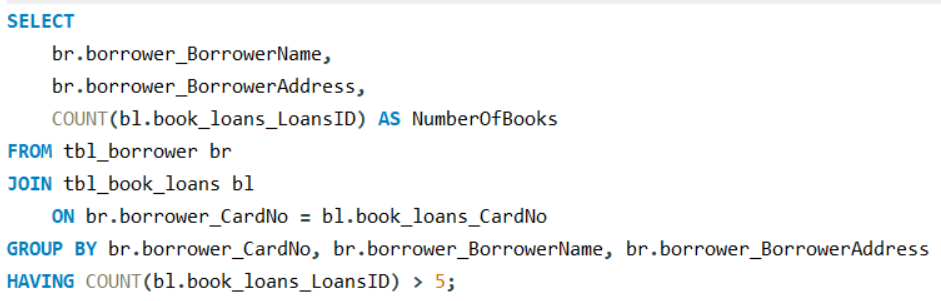 SELECT
    br.borrower_BorrowerName,
    br.borrower_BorrowerAddress,
    COUNT(bl.book_loans_LoansID) AS NumberOfBooks
FROM tbl_borrower br
JOIN tbl_book_loans bl
    ON br.borrower_CardNo = bl.book_loans_CardNo
GROUP BY br.borrower_CardNo, br.borrower_BorrowerName, br.borrower_BorrowerAddress
HAVING COUNT(bl.book_loans_LoansID) > 5;